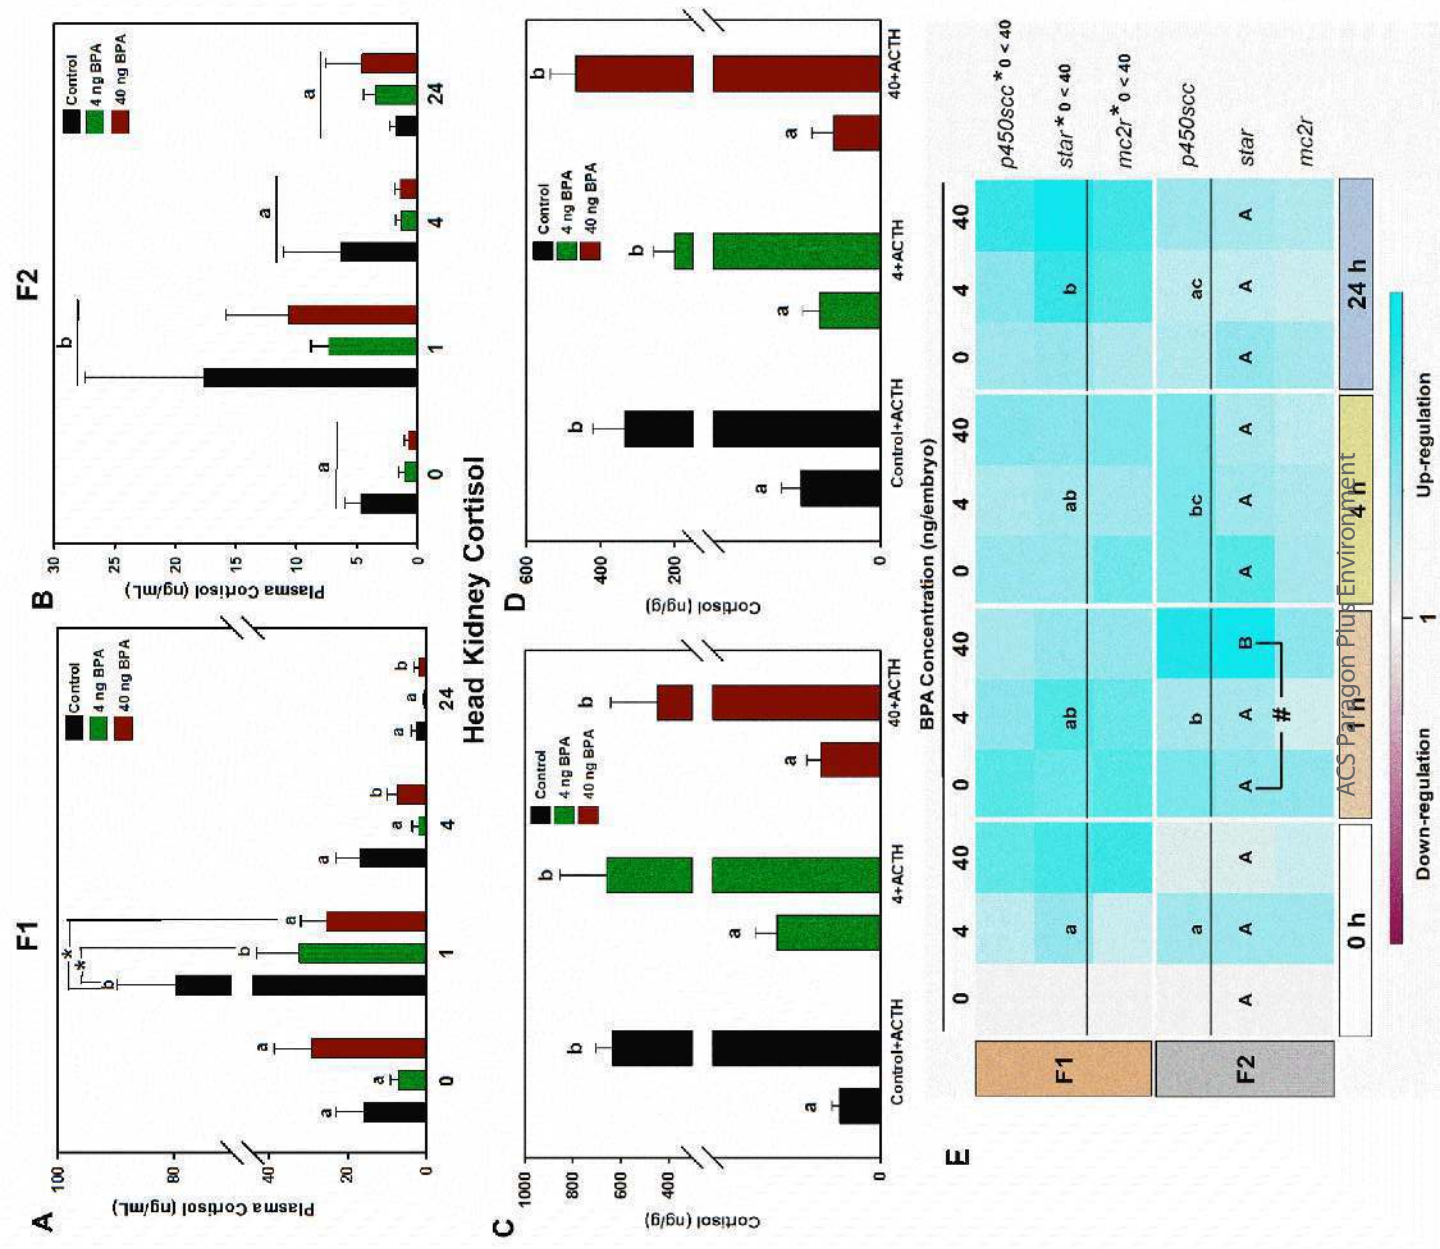 F1
F2
A
Plasma Cortisol (ng/mL)
100
80
40
20
0
Control
4 ng BPA
40 ng BPA
a
a
a
b
b
a
*
*
a
a
b
a
a
b
0
1
4
24
B
Plasma Cortisol (ng/mL)
30
25
20
15
10
5
0
Control
4 ng BPA
40 ng BPA
a
b
a
a
0
1
4
24
Head Kidney Cortisol
C
Cortisol (ng/g)
1000
800
600
400
0
Control
4 ng BPA
40 ng BPA
a
b
a
b
a
b
Control+ACTH
4+ACTH
40+ACTH
D
Cortisol (ng/g)
600
400
200
0
Control
4 ng BPA
40 ng BPA
a
b
a
b
a
b
Control+ACTH
4+ACTH
40+ACTH
E
BPA Concentration (ng/embryo)
0 4 40 0 4 40 0 4 40 0 4 40
F1
p450scc * 0 < 40
a ab ab b star * 0 < 40
mc2r * 0 < 40
F2
a b bc ac p450scc
A A A A A B A A A A A A star
#
mc2r
0 h 1 h 4 h 24 h
ACS Paragon Plus Environment
Down-regulation 1 Up-regulation